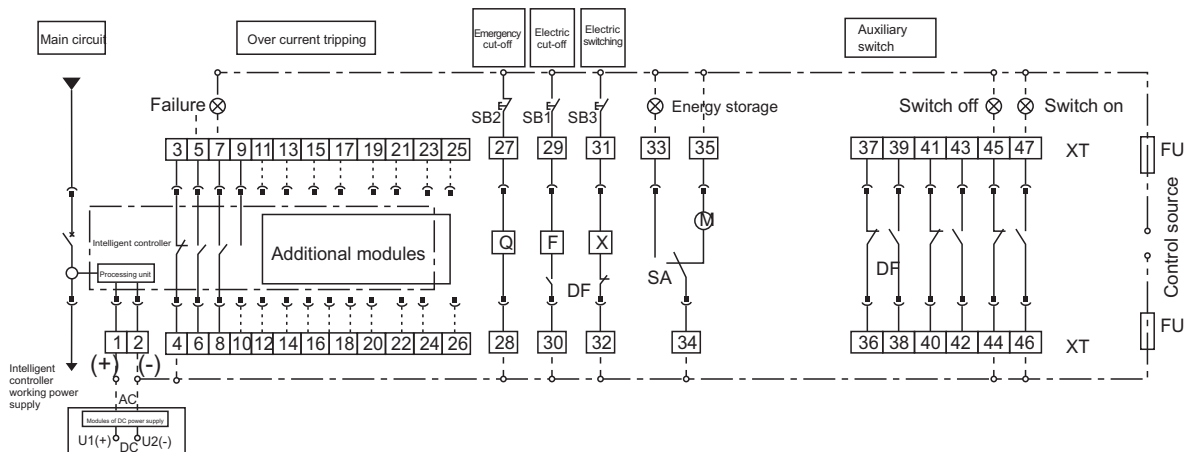 Main circuit
Over current tripping
Emergency
cut-off
Electric
cut-off
Electric
switching
Auxiliary
switch
Failure
SB2
SB1
SB3
Energy storage
Switch off
Switch on
3 5 7 9 11 13 15 17 19 21 23 25 27 29 31 33 35 37 39 41 43 45 47 XT
FU
Intelligent controller
Additional modules
Processing unit
Q
F
X
M
DF
SA
DF
Control source
1 2 4 6 8 10 12 14 16 18 20 22 24 26 28 30 32 34 36 38 40 42 44 46 XT
FU
(+) (-)
Intelligent
controller
working power
supply
AC
Modules of DC power supply
U1(+) DC U2(-)